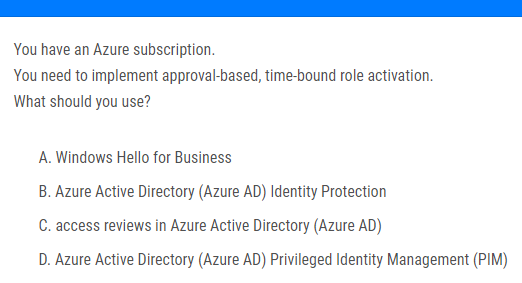 You have an Azure subscription.
You need to implement approval-based, time-bound role activation.
What should you use?
A. Windows Hello for Business
B. Azure Active Directory (Azure AD) Identity Protection
C. access reviews in Azure Active Directory (Azure AD)
D. Azure Active Directory (Azure AD) Privileged Identity Management (PIM)